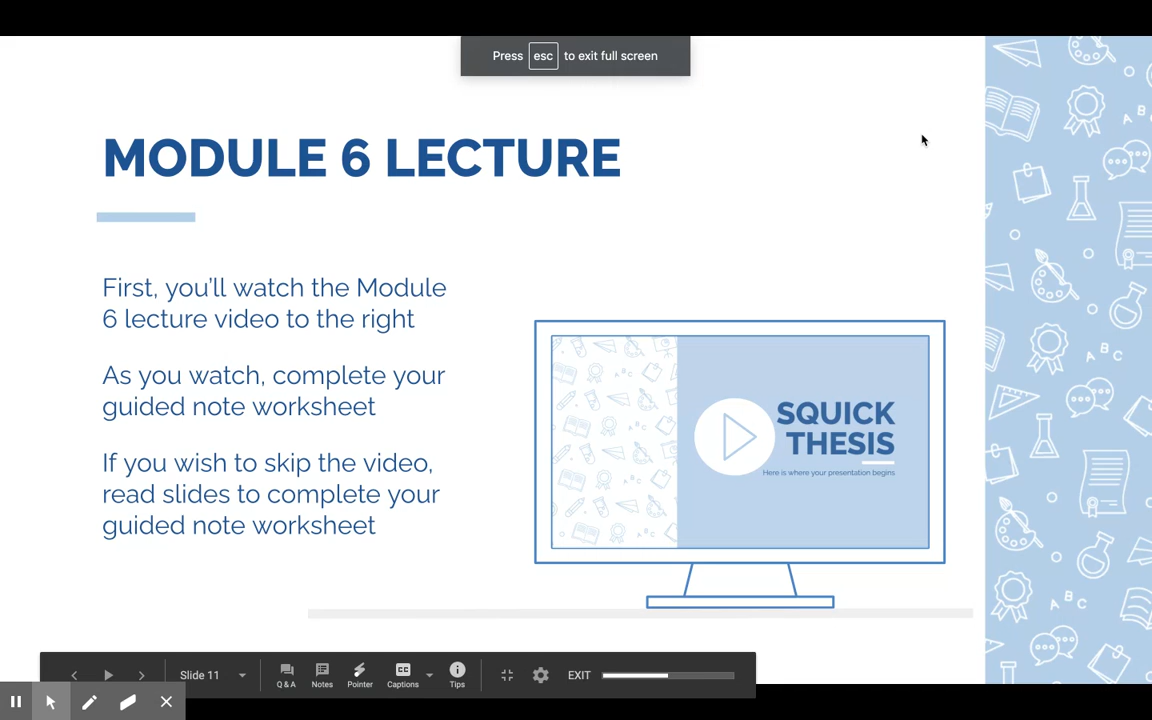 Press esc to exit full screen
MODULE 6 LECTURE
First, you'll watch the Module
6 lecture video to the right
As you watch, complete your
guided note worksheet
If you wish to skip the video,
read slides to complete your
guided note worksheet
SQUICK
THESIS
Here is where your presentation begins
A B C
A B C
A B C
Slide 11
Q & A
Notes
Pointer
CC
Captions
Tips
EXIT